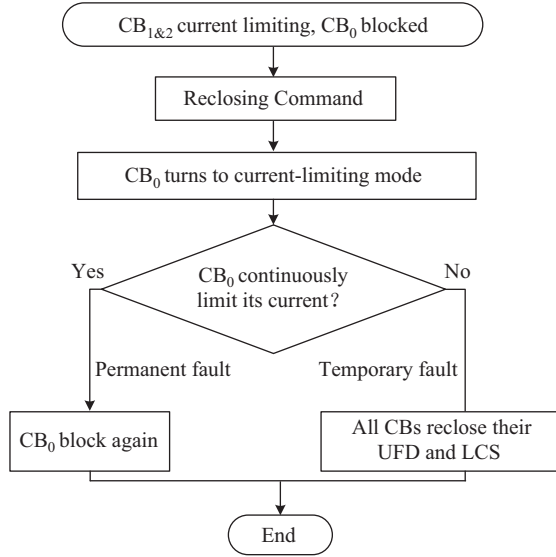 CB₁&₂ current limiting, CB₀ blocked
Reclosing Command
CB₀ turns to current-limiting mode
Yes
CB₀ continuously
limit its current?
No
Permanent fault
Temporary fault
CB₀ block again
All CBs reclose their
UFD and LCS
End